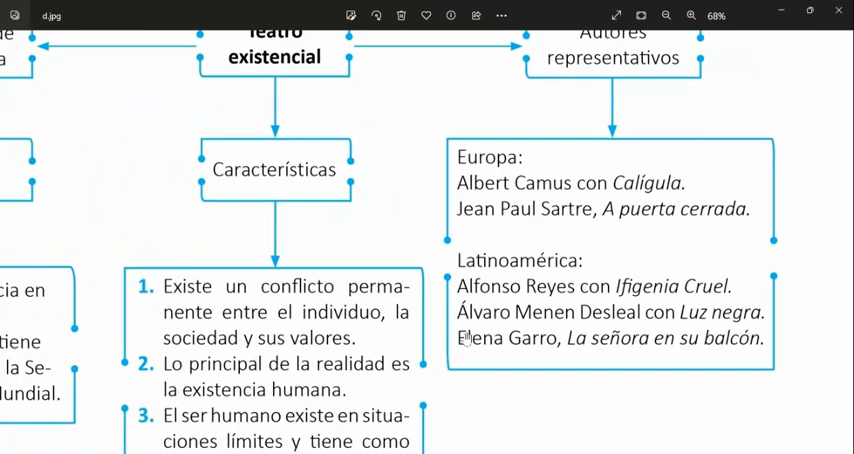 d.jpg
68%
Teatro
existencial
Autores
representativos
Características
Europa:
Albert Camus con Calígula.
Jean Paul Sartre, A puerta cerrada.
Latinoamérica:
Alfonso Reyes con Ifigenia Cruel.
Álvaro Menen Desleal con Luz negra.
Elena Garro, La señora en su balcón.
1. Existe un conflicto perma-
nente entre el individuo, la
sociedad y sus valores.
2. Lo principal de la realidad es
la existencia humana.
3. El ser humano existe en situa-
ciones límites y tiene como
en
tiene
la Se-